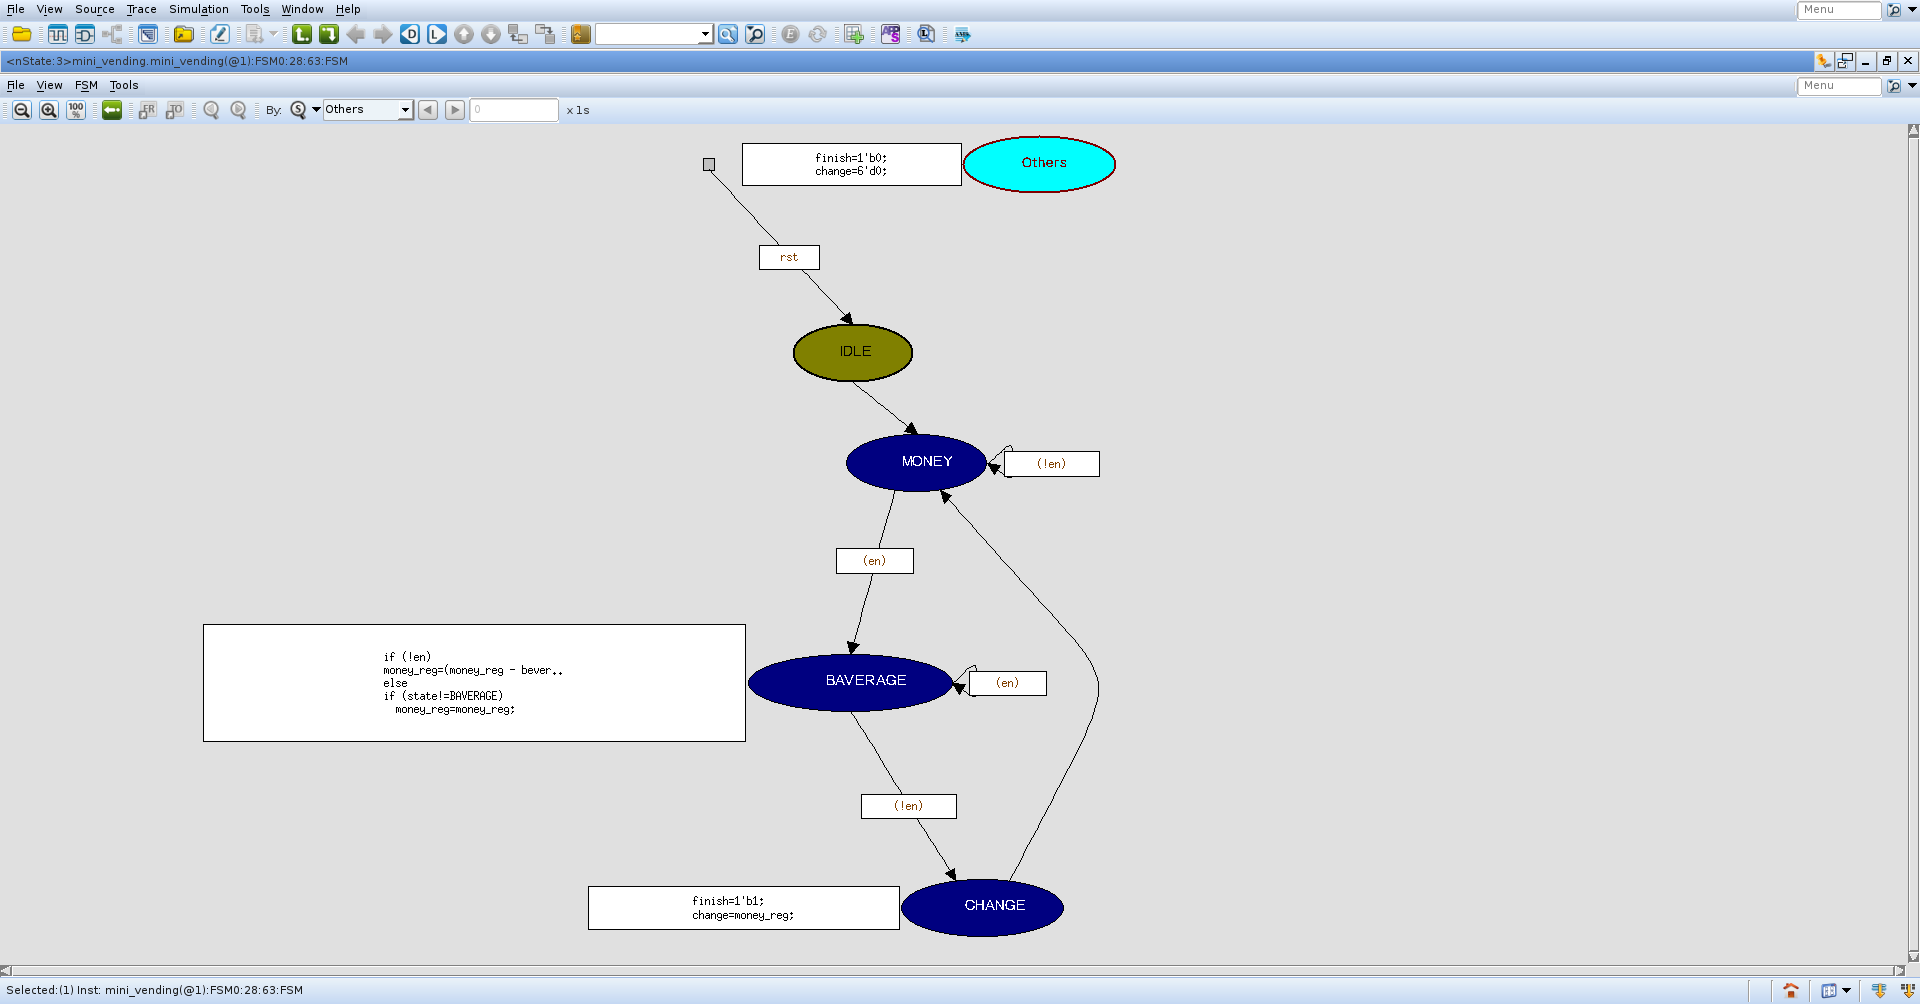 File View Source Trace Simulation Tools Window Help
Menu
<nState:3>mini_vending.mini_vending(@1):FSM0:28:63:FSM
File View FSM Tools
Menu
100 %
FR TO By: Others 0 x 1s
finish=1'b0;
change=6'd0;
Others
rst
IDLE
MONEY
(!en)
(en)
if (!en)
money_reg=(money_reg - bever..
else
if (state!=BAVERAGE)
money_reg=money_reg;
BAVERAGE
(en)
(!en)
finish=1'b1;
change=money_reg;
CHANGE
Selected:(1) Inst: mini_vending(@1):FSM0:28:63:FSM